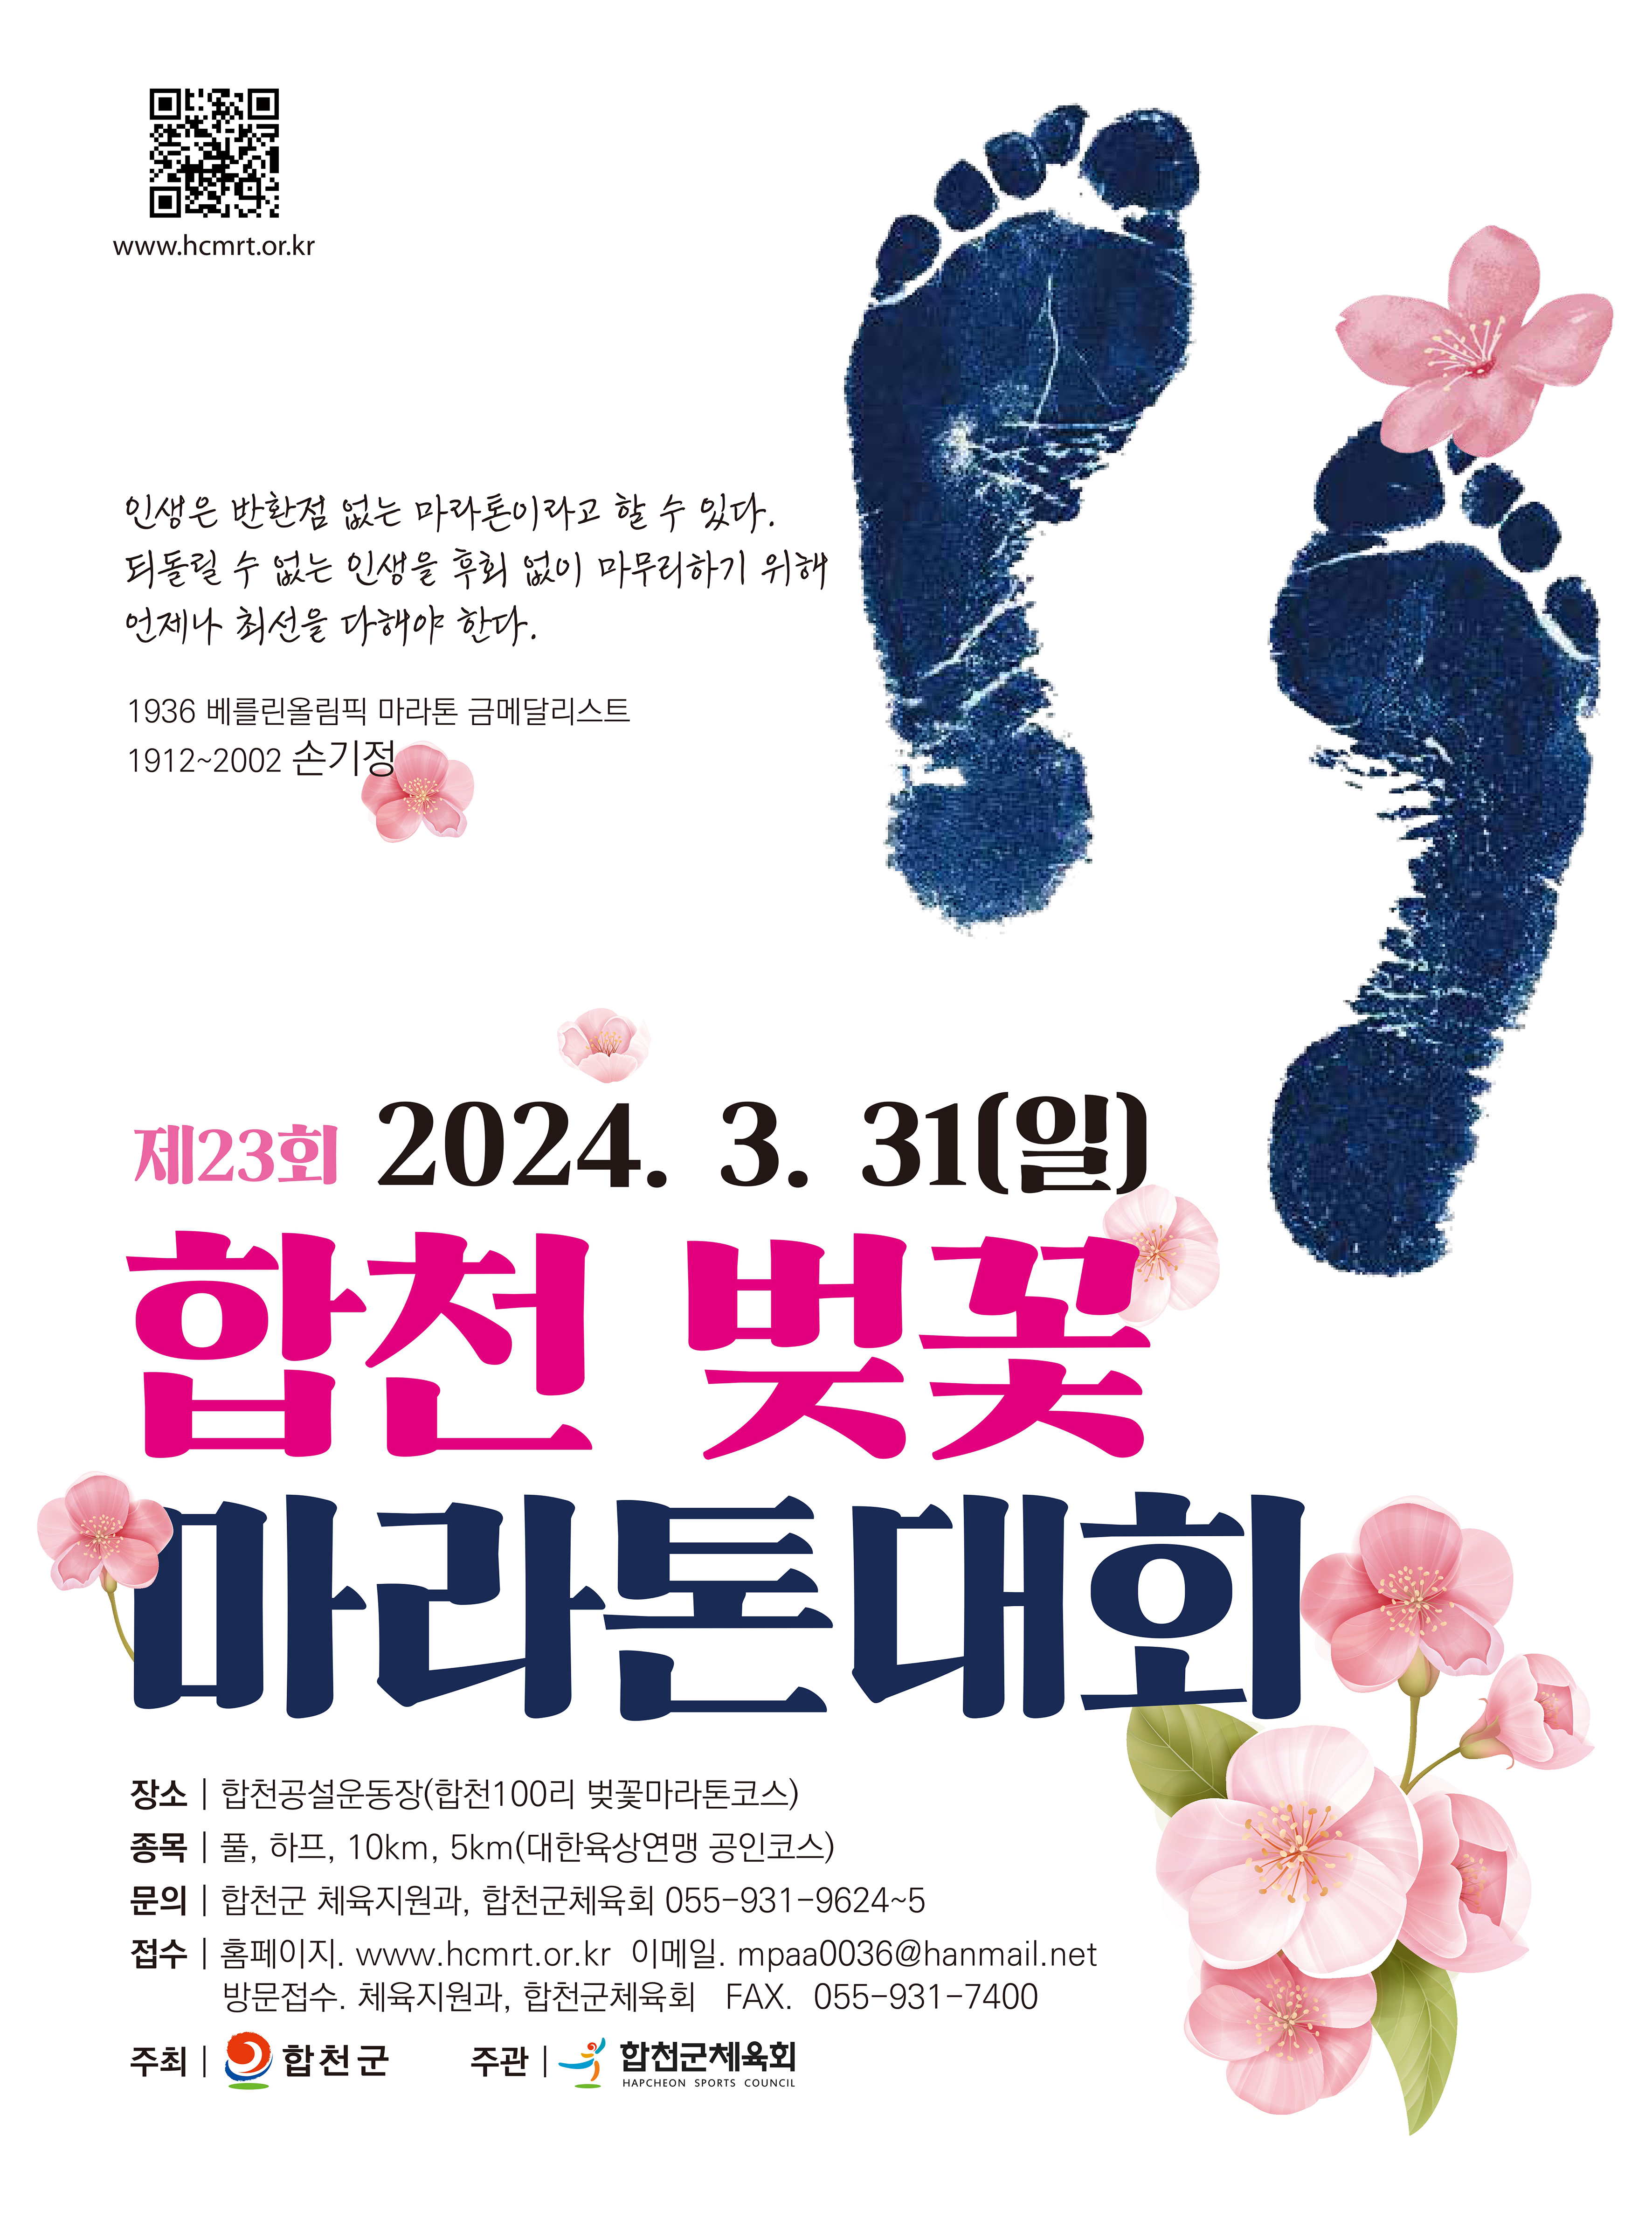 www.hcmrt.or.kr
인생은 반환점 없는 마라톤이라고 할 수 있다.
되돌릴 수 없는 인생을 후회 없이 마무리하기 위해
언제나 최선을 다해야 한다.
1936 베를린올림픽 마라톤 금메달리스트
1912~2002 손기정
제23회 2024. 3. 31(일)
합천 벚꽃
마라톤대회
장소 | 합천공설운동장(합천100리 벚꽃마라톤코스)
종목 | 풀, 하프, 10km, 5km(대한육상연맹 공인코스)
문의 | 합천군 체육지원과, 합천군체육회 055-931-9624~5
접수 | 홈페이지. www.hcmrt.or.kr 이메일. mpaa0036@hanmail.net
방문접수. 체육지원과, 합천군체육회 FAX. 055-931-7400
주최 | 합천군 주관 | 합천군체육회
HAPCHEON SPORTS COUNCIL